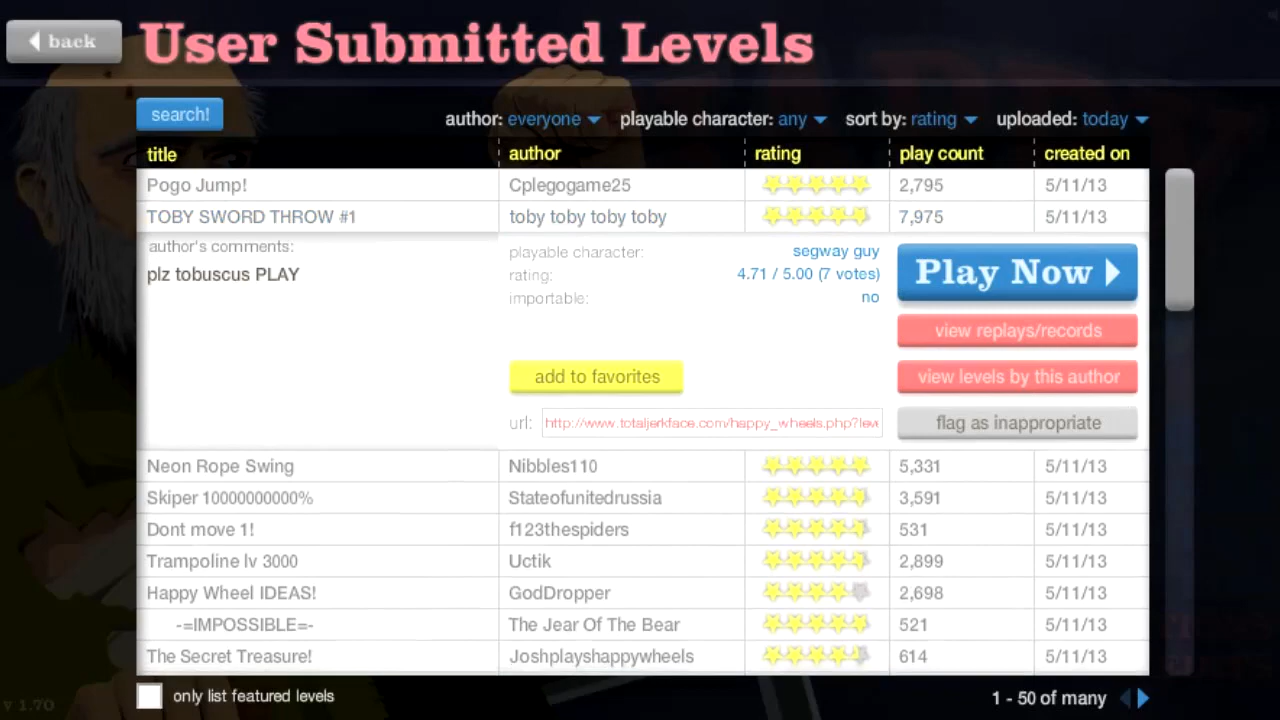 back
User Submitted Levels
search!
author: everyone playable character: any sort by: rating uploaded: today
title author rating play count created on
Pogo Jump! Cplegogame25 2,795 5/11/13
TOBY SWORD THROW #1 toby toby toby toby 7,975 5/11/13
author's comments:
plz tobuscus PLAY
playable character: segway guy
rating: 4.71 / 5.00 (7 votes)
importable: no
Play Now
view replays/records
add to favorites
view levels by this author
url: http://www.totaljerkface.com/happy_wheels.php?lev
flag as inappropriate
Neon Rope Swing Nibbles110 5,331 5/11/13
Skiper 10000000000% Stateofunitedrussia 3,591 5/11/13
Dont move 1! f123thespiders 531 5/11/13
Trampoline lv 3000 Uctik 2,899 5/11/13
Happy Wheel IDEAS! GodDropper 2,698 5/11/13
-=IMPOSSIBLE=- The Jear Of The Bear 521 5/11/13
The Secret Treasure! Joshplayshappywheels 614 5/11/13
only list featured levels
1 - 50 of many
v 1.70